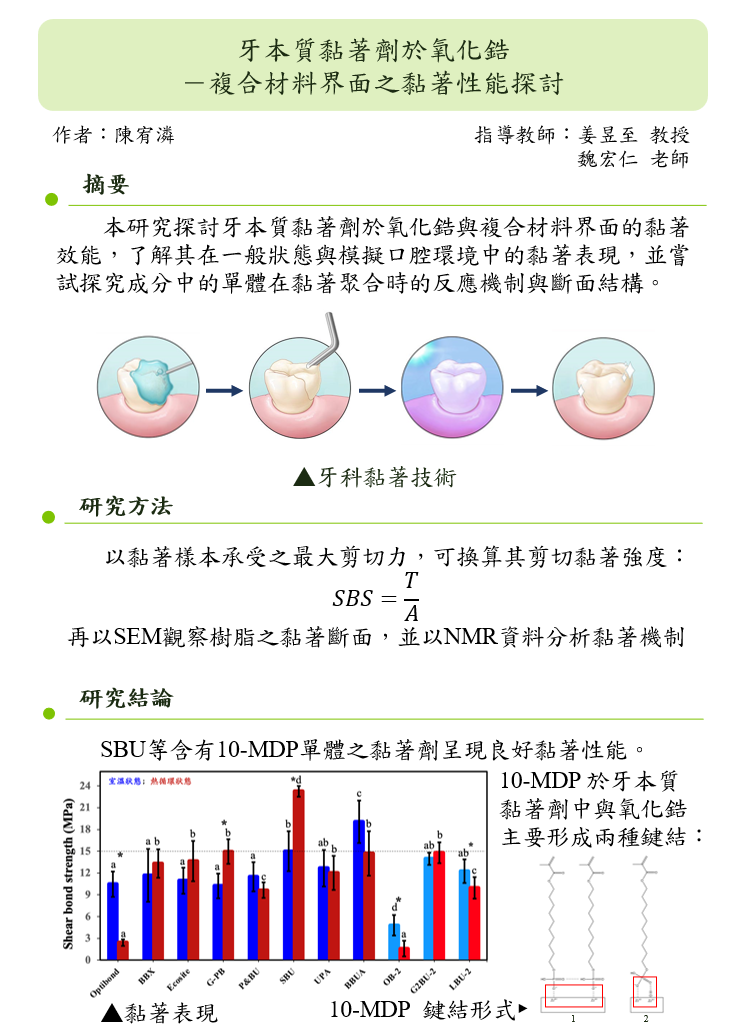 牙本質黏著劑於氧化鋯
－複合材料界面之黏著性能探討
作者：陳宥潾
指導教師：姜昱至 教授
魏宏仁 老師
摘要
本研究探討牙本質黏著劑於氧化鋯與複合材料界面的黏著
效能，了解其在一般狀態與模擬口腔環境中的黏著表現，並嘗
試探究成分中的單體在黏著聚合時的反應機制與斷面結構。
▲牙科黏著技術
研究方法
以黏著樣本承受之最大剪切力，可換算其剪切黏著強度：
SBS = T/A
再以SEM觀察樹脂之黏著斷面，並以NMR資料分析黏著機制
研究結論
SBU等含有10-MDP單體之黏著劑呈現良好黏著性能。
10-MDP 於牙本質
黏著劑中與氧化鋯
主要形成兩種鍵結：
室溫狀態; 熱循環狀態
Shear bond strength (MPa)
24
21
18
15
12
9
6
3
0
a * a
b b
a b
a * b
a c
b *d
b b
c b
d * a
ab b
ab * c
Optibond
BBX
Ecosite
G-PB
P&BU
SBU
UPA
BBUA
OB-2
G2BU-2
LBU-2
▲黏著表現
10-MDP 鍵結形式▶
1
2